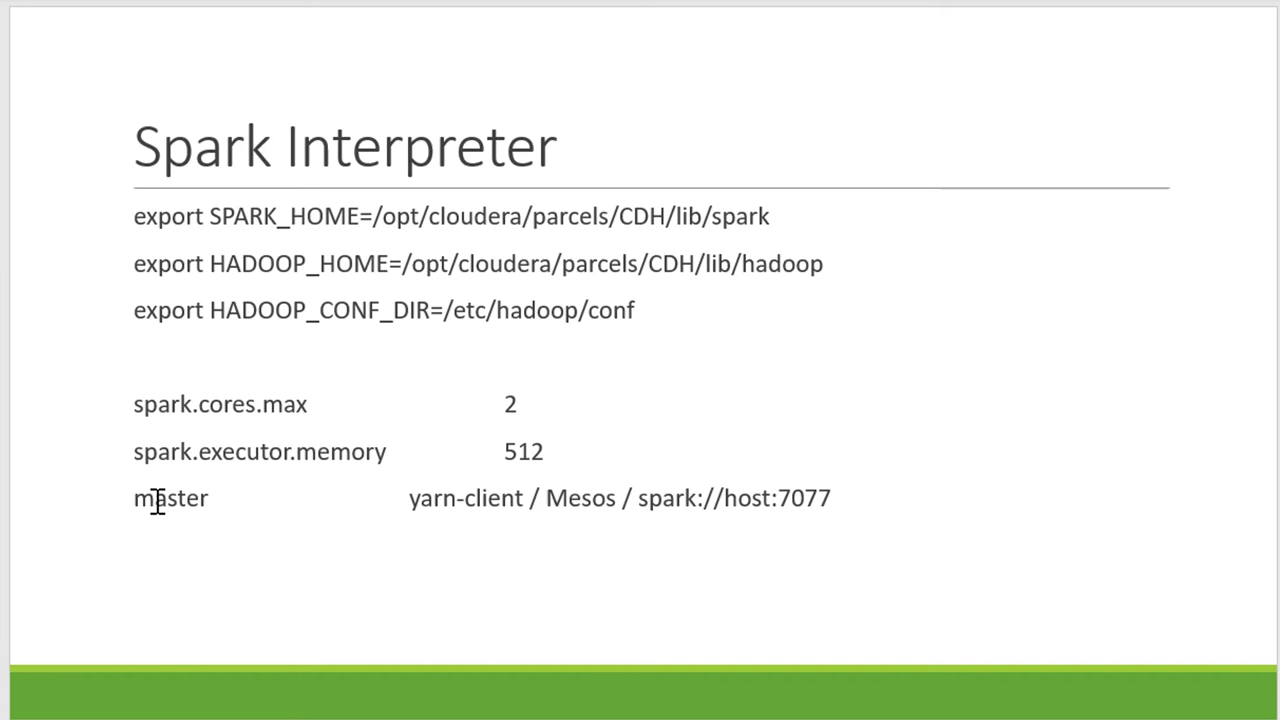 Spark Interpreter
export SPARK_HOME=/opt/cloudera/parcels/CDH/lib/spark
export HADOOP_HOME=/opt/cloudera/parcels/CDH/lib/hadoop
export HADOOP_CONF_DIR=/etc/hadoop/conf
spark.cores.max 2
spark.executor.memory 512
master yarn-client / Mesos / spark://host:7077